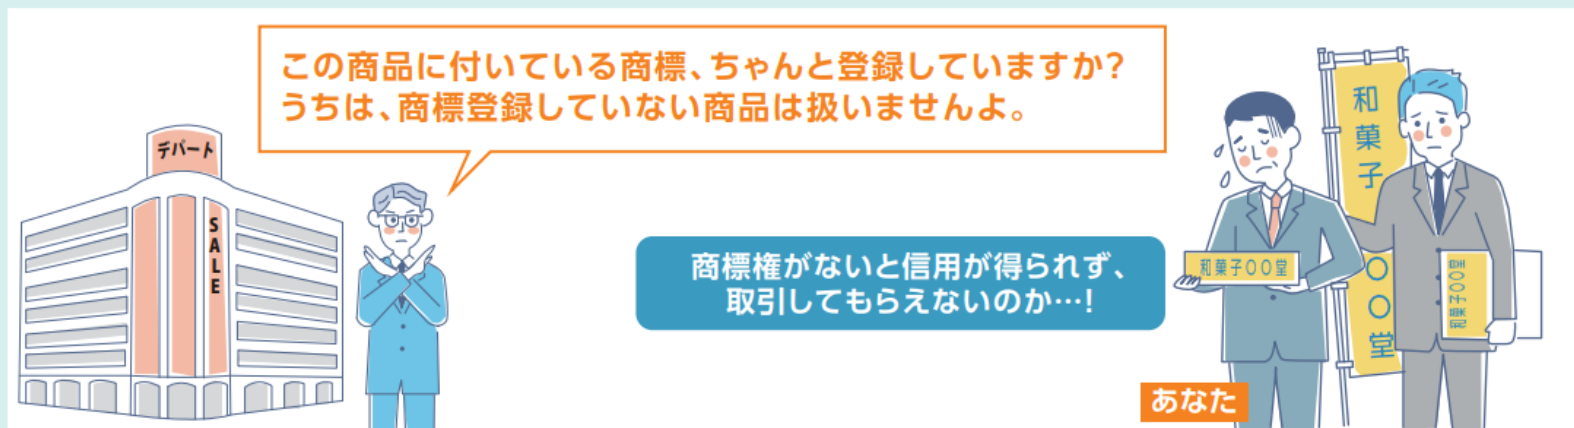 この商品に付いている商標、ちゃんと登録していますか?
うちは、商標登録していない商品は扱いませんよ。
デパート
SALE
商標権がないと信用が得られず、
取引してもらえないのか…!
和菓子〇〇堂
和菓子〇〇堂
和菓子〇〇堂
あなた